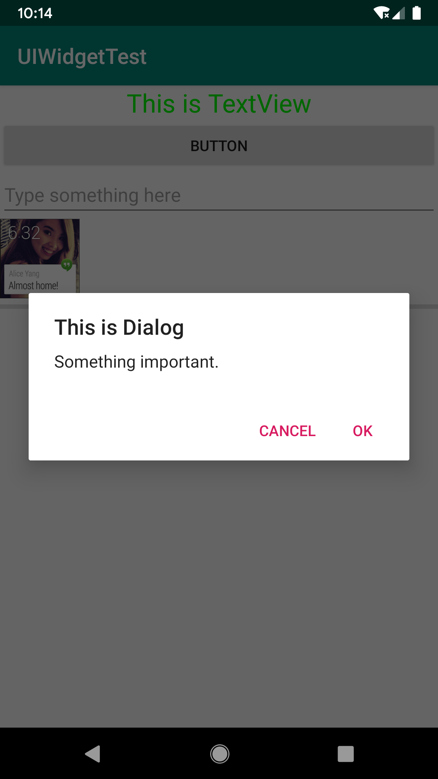 10:14
UIWidgetTest
This is TextView
BUTTON
Type something here
6:32
Alice Yang
Almost home!
This is Dialog
Something important.
CANCEL OK